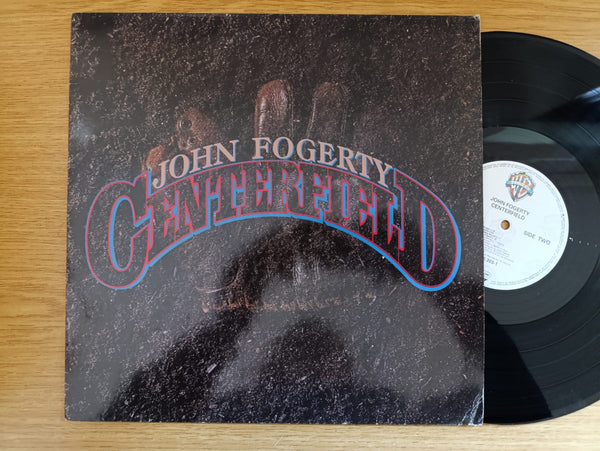 JOHN FOGERTY
CENTERFIELD
JOHN FOGERTY
CENTERFIELD
SIDE TWO